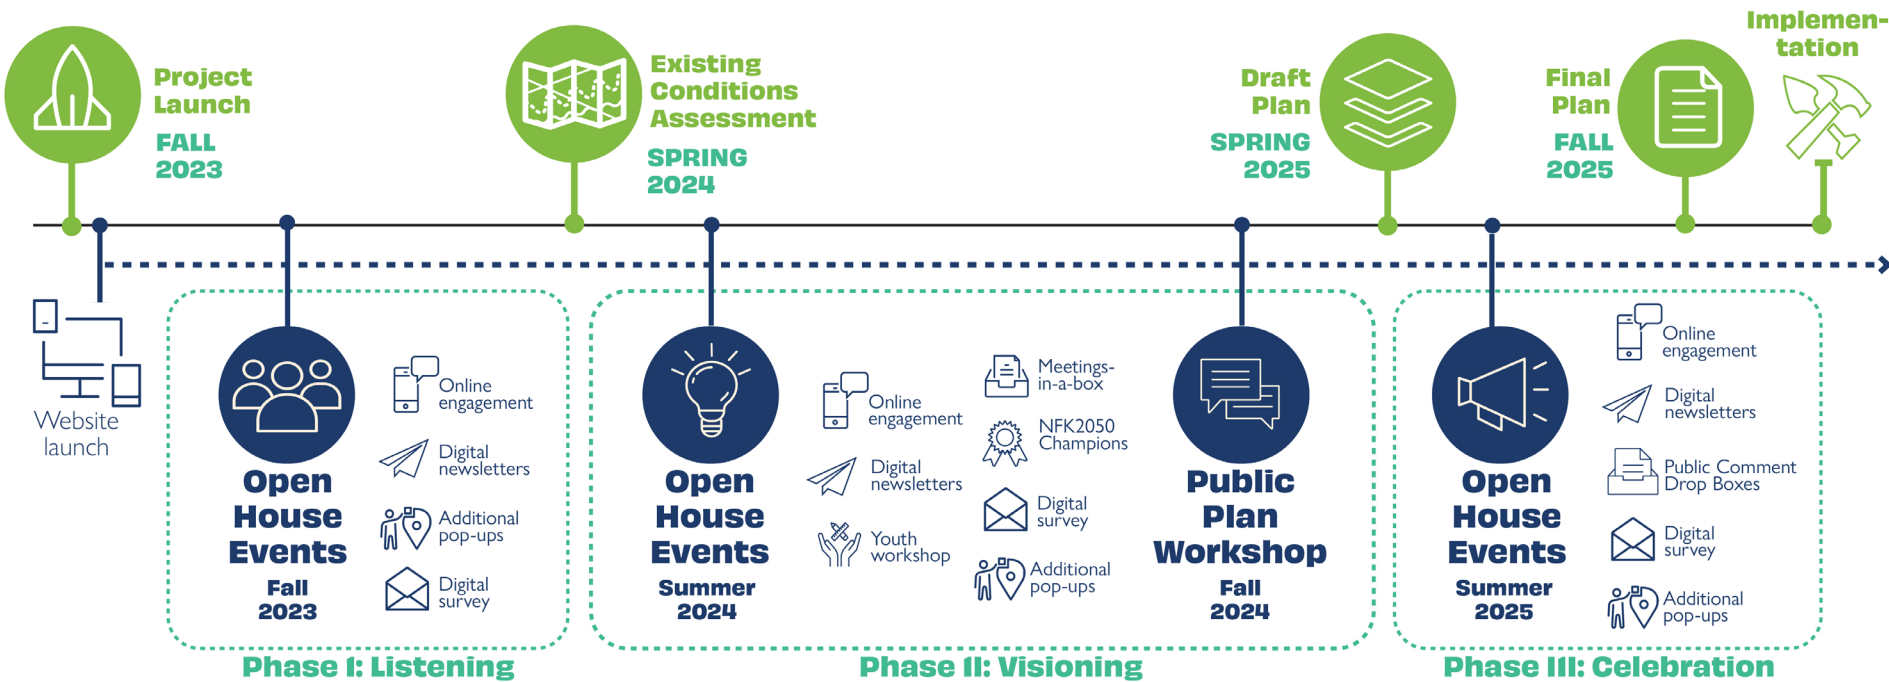 Project
Launch
FALL
2023
Existing
Conditions
Assessment
SPRING
2024
Draft
Plan
SPRING
2025
Final
Plan
FALL
2025
Implemen-
tation
Website
launch
Open
House
Events
Fall
2023
Online
engagement
Digital
newsletters
Additional
pop-ups
Digital
survey
Phase I: Listening
Open
House
Events
Summer
2024
Online
engagement
Digital
newsletters
Youth
workshop
Meetings-
in-a-box
NFK2050
Champions
Digital
survey
Additional
pop-ups
Public
Plan
Workshop
Fall
2024
Phase II: Visioning
Open
House
Events
Summer
2025
Online
engagement
Digital
newsletters
Public Comment
Drop Boxes
Digital
survey
Additional
pop-ups
Phase III: Celebration